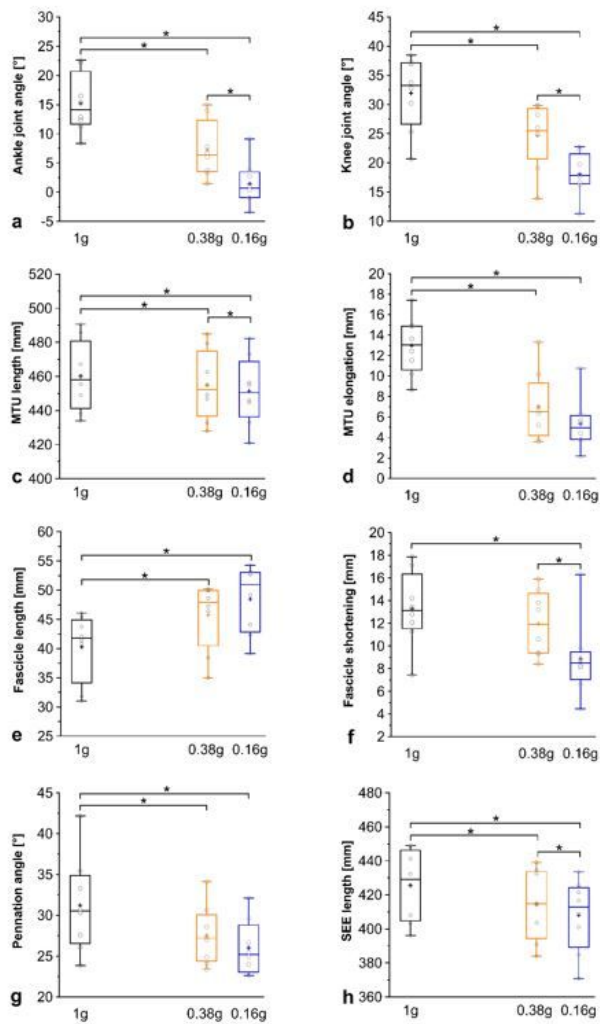 Ankle joint angle [°]
30
25
20
15
10
5
0
-5
* * *
a
1g 0.38g 0.16g
Knee joint angle [°]
45
40
35
30
25
20
15
10
* * *
b
1g 0.38g 0.16g
MTU length [mm]
520
500
480
460
440
420
400
* * *
c
1g 0.38g 0.16g
MTU elongation [mm]
20
18
16
14
12
10
8
6
4
2
0
* *
d
1g 0.38g 0.16g
Fascicle length [mm]
60
55
50
45
40
35
30
25
* *
e
1g 0.38g 0.16g
Fascicle shortening [mm]
20
18
16
14
12
10
8
6
4
2
* *
f
1g 0.38g 0.16g
Pennation angle [°]
45
40
35
30
25
20
* *
g
1g 0.38g 0.16g
SEE length [mm]
480
460
440
420
400
380
360
* * *
h
1g 0.38g 0.16g